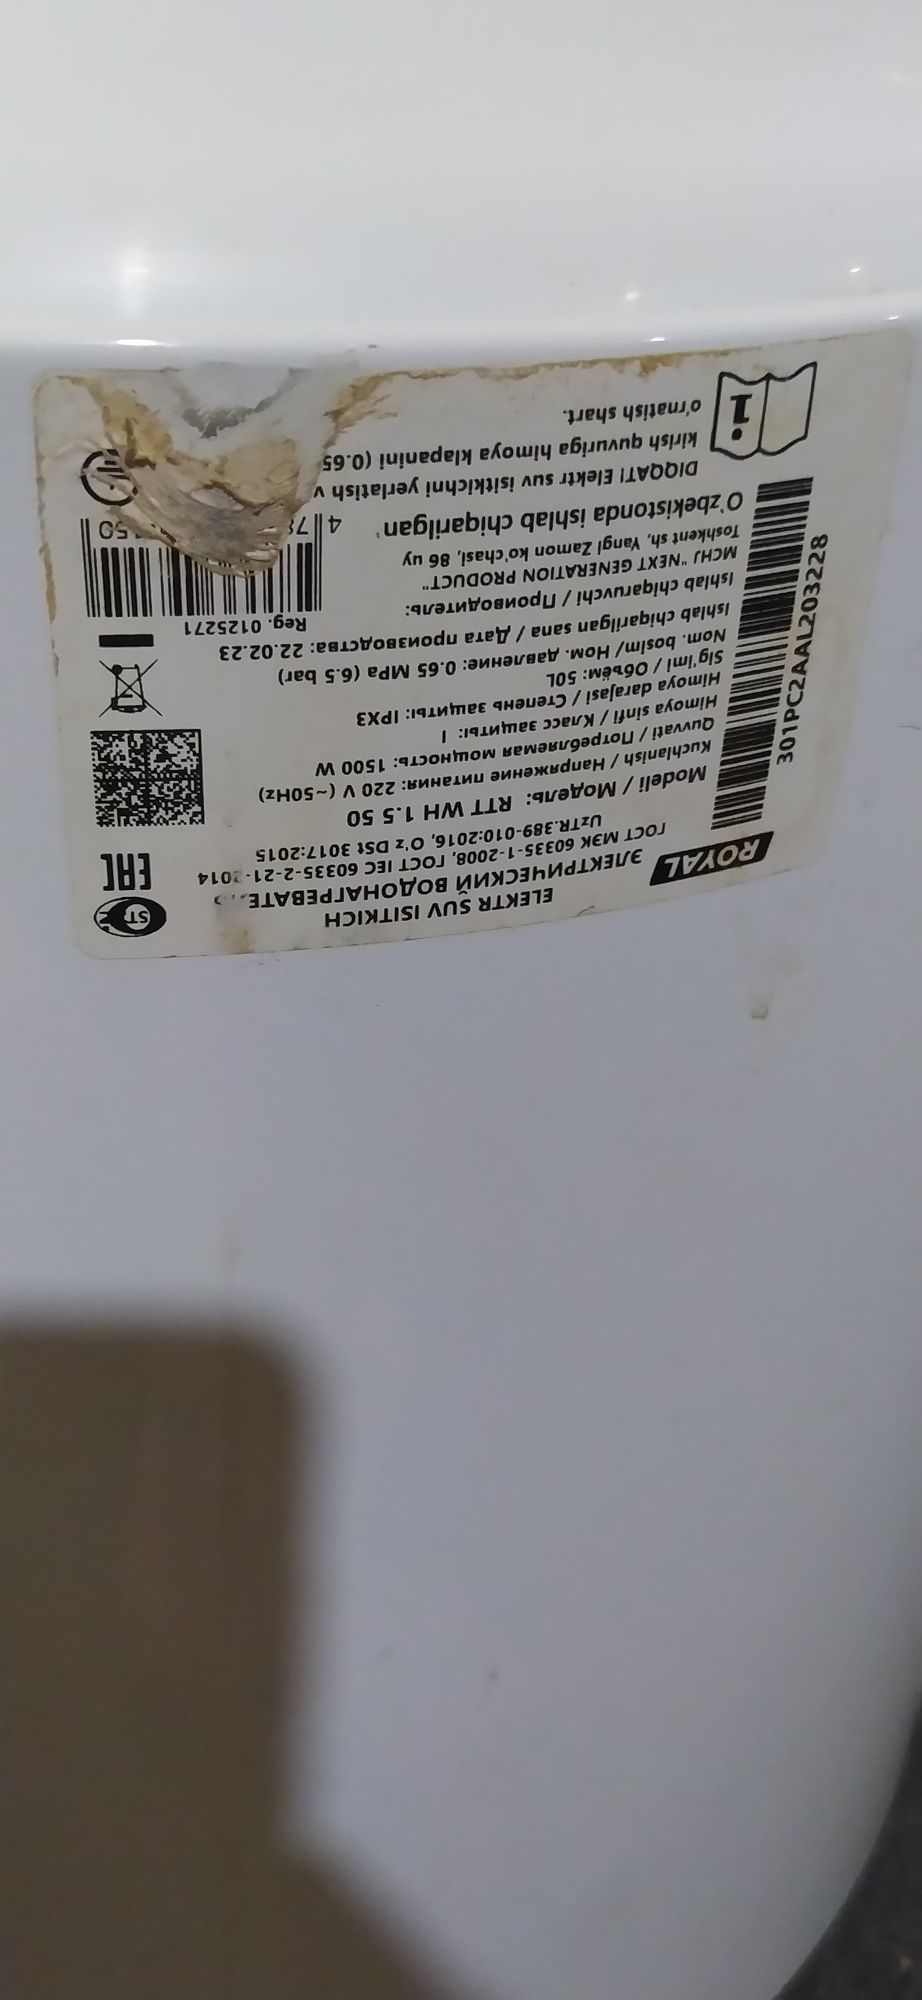 ROYAL
ELEKTR SUV ISITKICH
ЭЛЕКТРИЧЕСКИЙ
ГОСТ МЭК 60335-1-2008, ГОСТ IEC 60335-2-21-2014
UzTR.389-010:2016, O'z DSt 3017:2015
Modeli / Модель: RTT WH 1.5 50
Kuchlanish / Напряжение питания: 220 V (~50Hz)
Quvvati / Потребляемая мощность: 1500 W
Himoya sinfi / Класс защиты: I
Himoya darajasi / Степень защиты: IPX3
Sig'imi / Объём: 50L
Nom. bosim/ Ном. давление: 0.65 MPa (6.5 bar)
Ishlab chiqarilgan sana / Дата производства: 22.02.23
Ishlab chiqaruvchi / Производитель:
MCHJ "NEXT GENERATION PRODUCT"
Toshkent sh, Yangi Zamon ko'chasi, 86 uy
O'zbekistonda ishlab chiqarilgan
DIQQAT! Elektr suv isitkichni yerlatish v
kirish quvuriga himoya klapanini (0.65
o'rnatish shart.
301PC2AAL203228
ST
EAC
Reg. 0125271
4 78
50